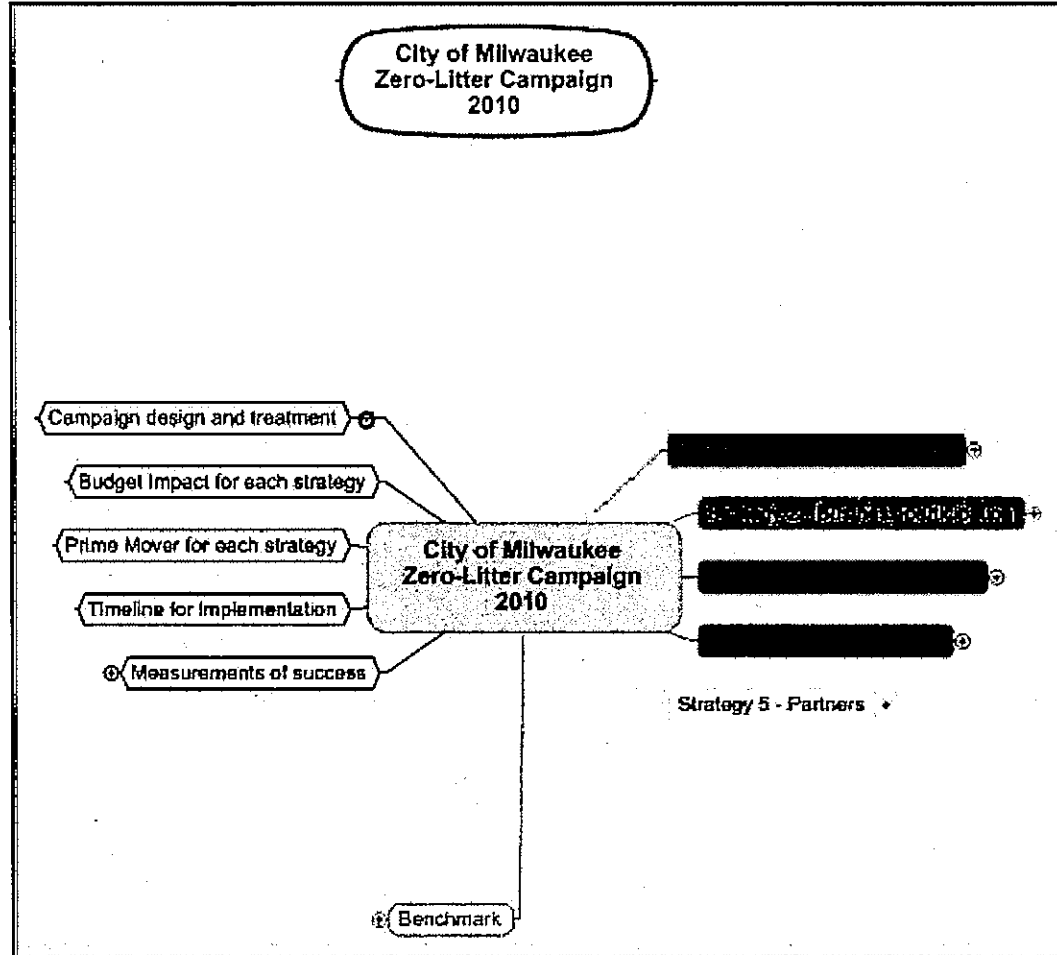 City of Milwaukee
Zero-Litter Campaign
2010
Campaign design and treatment
Budget Impact for each strategy
Prime Mover for each strategy
Timeline for Implementation
Measurements of success
City of Milwaukee
Zero-Litter Campaign
2010
Strategy 5 - Partners
Benchmark